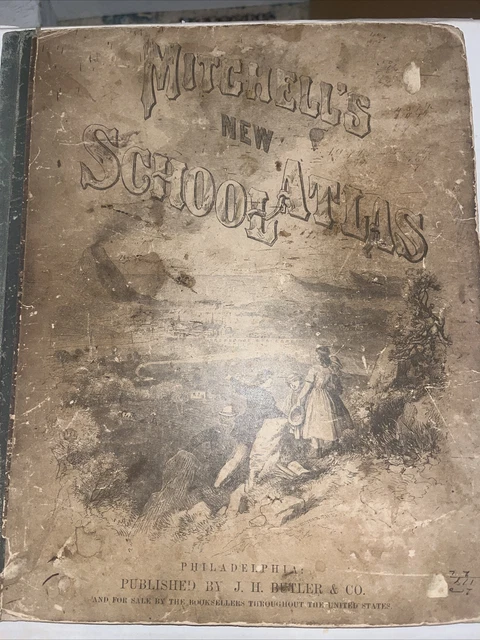 MITCHELL'S
NEW
SCHOOL ATLAS
PHILADELPHIA:
PUBLISHED BY J. H. BUTLER & CO.
AND FOR SALE BY THE BOOKSELLERS THROUGHOUT THE UNITED STATES.